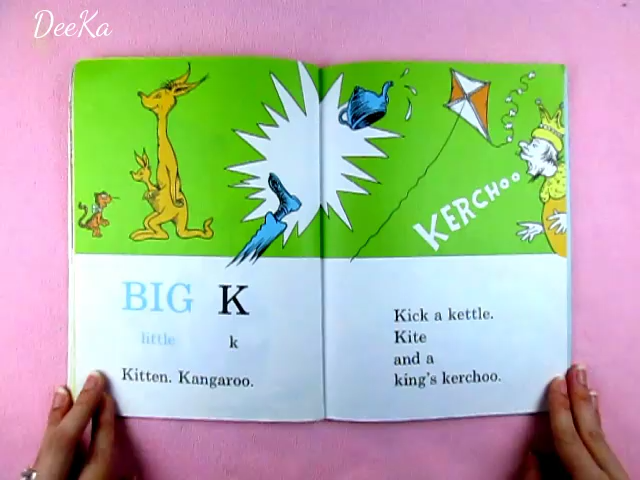 DeeKa
KERCHOO
BIG K
little k
Kitten. Kangaroo.
Kick a kettle.
Kite
and a
king's kerchoo.